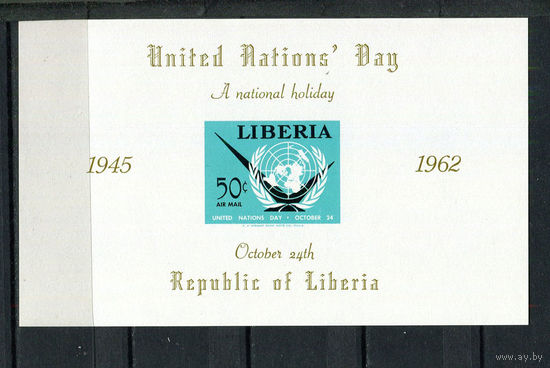 United Nations' Day
A national holiday
LIBERIA
1945
1962
50¢
AIR MAIL
UNITED NATIONS DAY • OCTOBER 24
October 24th
Republic of Liberia
www.ay.by